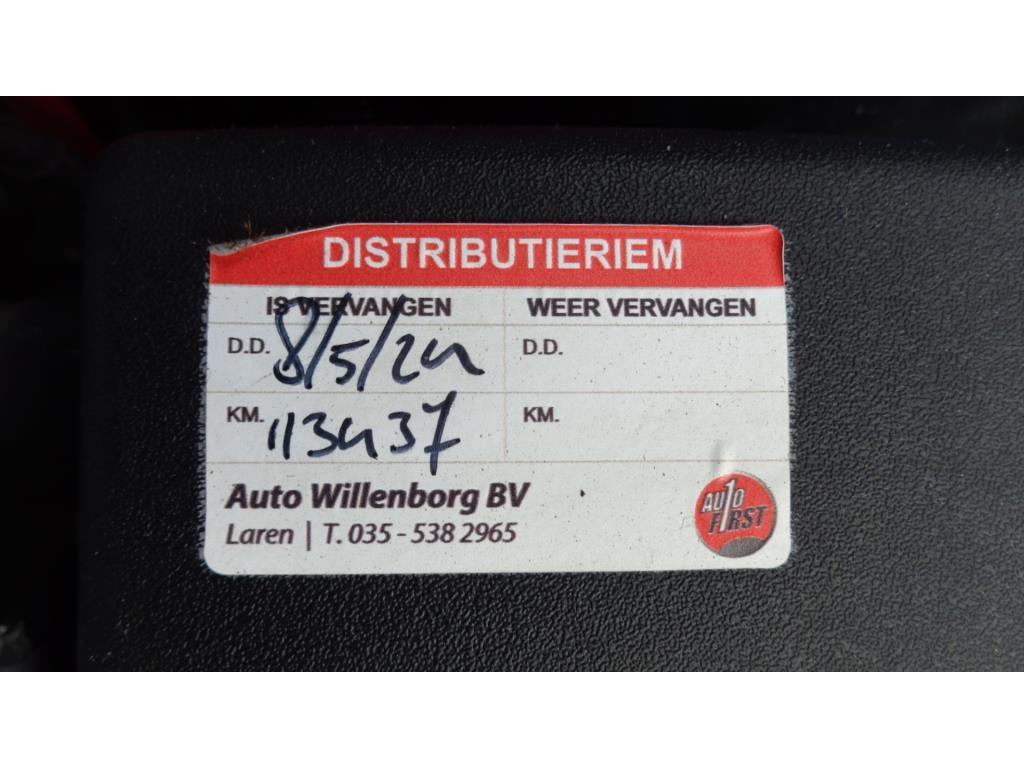 DISTRIBUTIERIEM
IS VERVANGEN WEER VERVANGEN
D.D. 8/5/24 D.D.
KM. 113437 KM.
Auto Willenborg BV
Laren | T. 035 - 538 2965
AUTO
F1RST